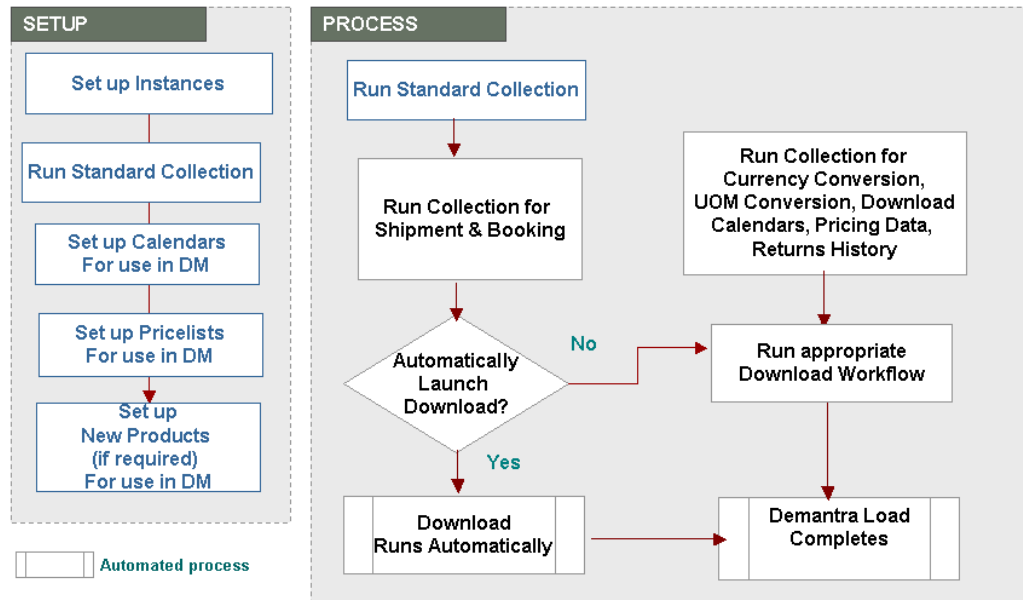 SETUP
Set up Instances
Run Standard Collection
Set up Calendars
For use in DM
Set up Pricelists
For use in DM
Set up
New Products
(if required)
For use in DM
Automated process
PROCESS
Run Standard Collection
Run Collection for
Shipment & Booking
Run Collection for
Currency Conversion,
UOM Conversion, Download
Calendars, Pricing Data,
Returns History
Automatically
Launch
Download?
No
Yes
Run appropriate
Download Workflow
Download
Runs Automatically
Demantra Load
Completes